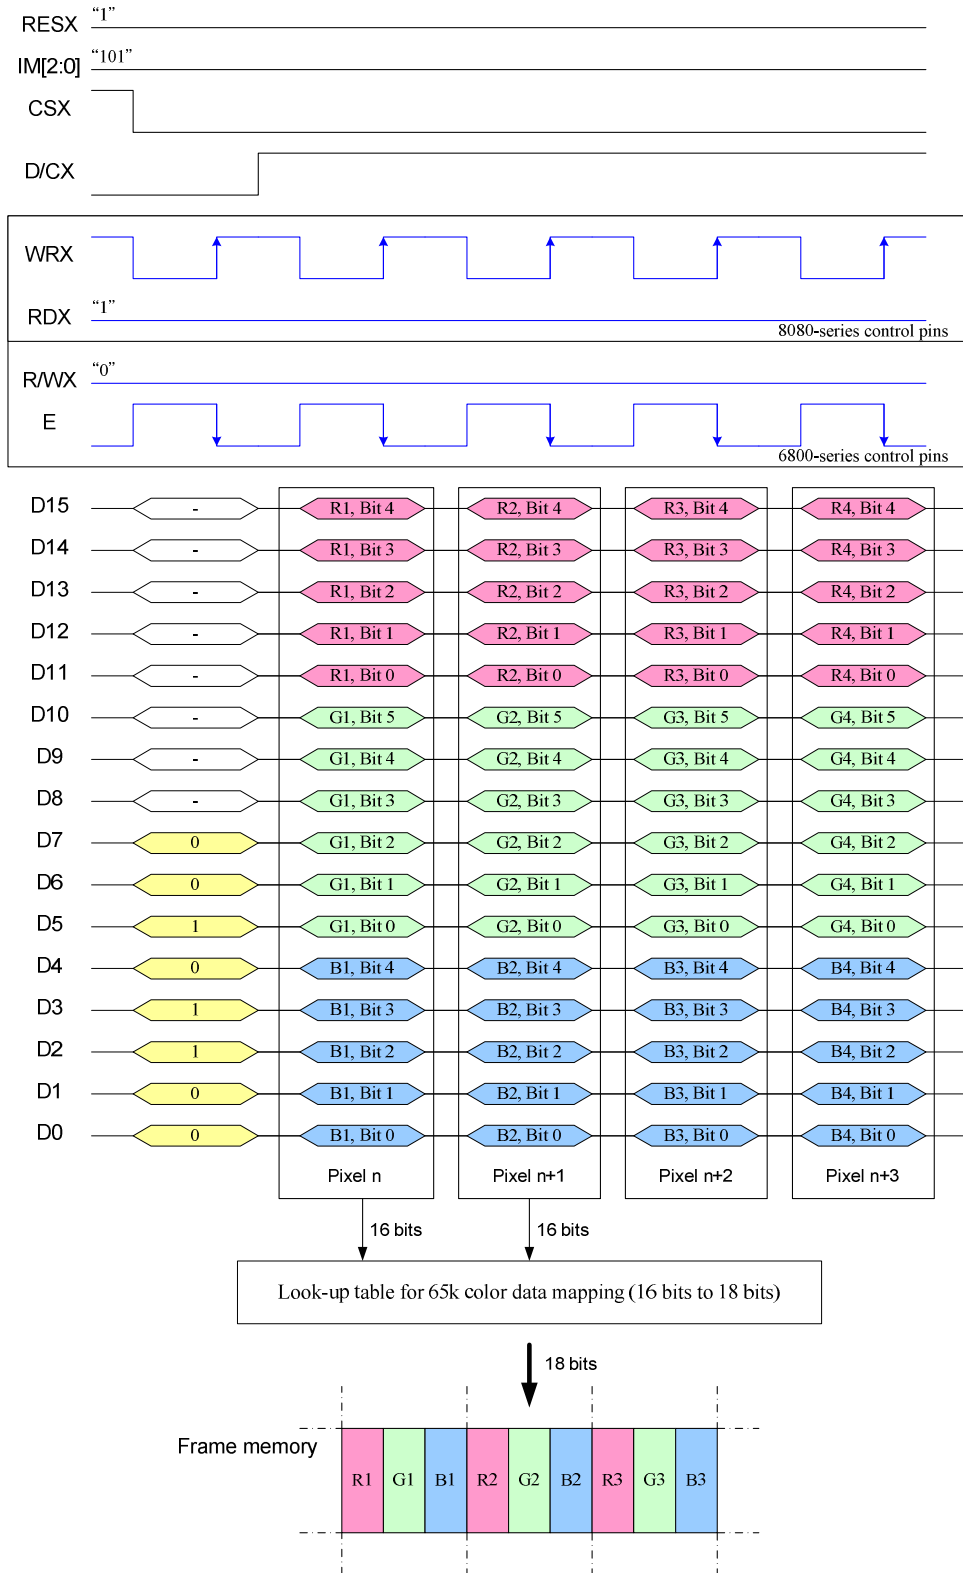 RESX "1"
IM[2:0] "101"
CSX
D/CX
WRX
RDX "1"
8080-series control pins
R/WX "0"
E
6800-series control pins
D15 - R1, Bit 4 R2, Bit 4 R3, Bit 4 R4, Bit 4
D14 - R1, Bit 3 R2, Bit 3 R3, Bit 3 R4, Bit 3
D13 - R1, Bit 2 R2, Bit 2 R3, Bit 2 R4, Bit 2
D12 - R1, Bit 1 R2, Bit 1 R3, Bit 1 R4, Bit 1
D11 - R1, Bit 0 R2, Bit 0 R3, Bit 0 R4, Bit 0
D10 - G1, Bit 5 G2, Bit 5 G3, Bit 5 G4, Bit 5
D9 - G1, Bit 4 G2, Bit 4 G3, Bit 4 G4, Bit 4
D8 - G1, Bit 3 G2, Bit 3 G3, Bit 3 G4, Bit 3
D7 0 G1, Bit 2 G2, Bit 2 G3, Bit 2 G4, Bit 2
D6 0 G1, Bit 1 G2, Bit 1 G3, Bit 1 G4, Bit 1
D5 1 G1, Bit 0 G2, Bit 0 G3, Bit 0 G4, Bit 0
D4 0 B1, Bit 4 B2, Bit 4 B3, Bit 4 B4, Bit 4
D3 1 B1, Bit 3 B2, Bit 3 B3, Bit 3 B4, Bit 3
D2 1 B1, Bit 2 B2, Bit 2 B3, Bit 2 B4, Bit 2
D1 0 B1, Bit 1 B2, Bit 1 B3, Bit 1 B4, Bit 1
D0 0 B1, Bit 0 B2, Bit 0 B3, Bit 0 B4, Bit 0
Pixel n Pixel n+1 Pixel n+2 Pixel n+3
16 bits 16 bits
Look-up table for 65k color data mapping (16 bits to 18 bits)
18 bits
Frame memory
R1 G1 B1 R2 G2 B2 R3 G3 B3